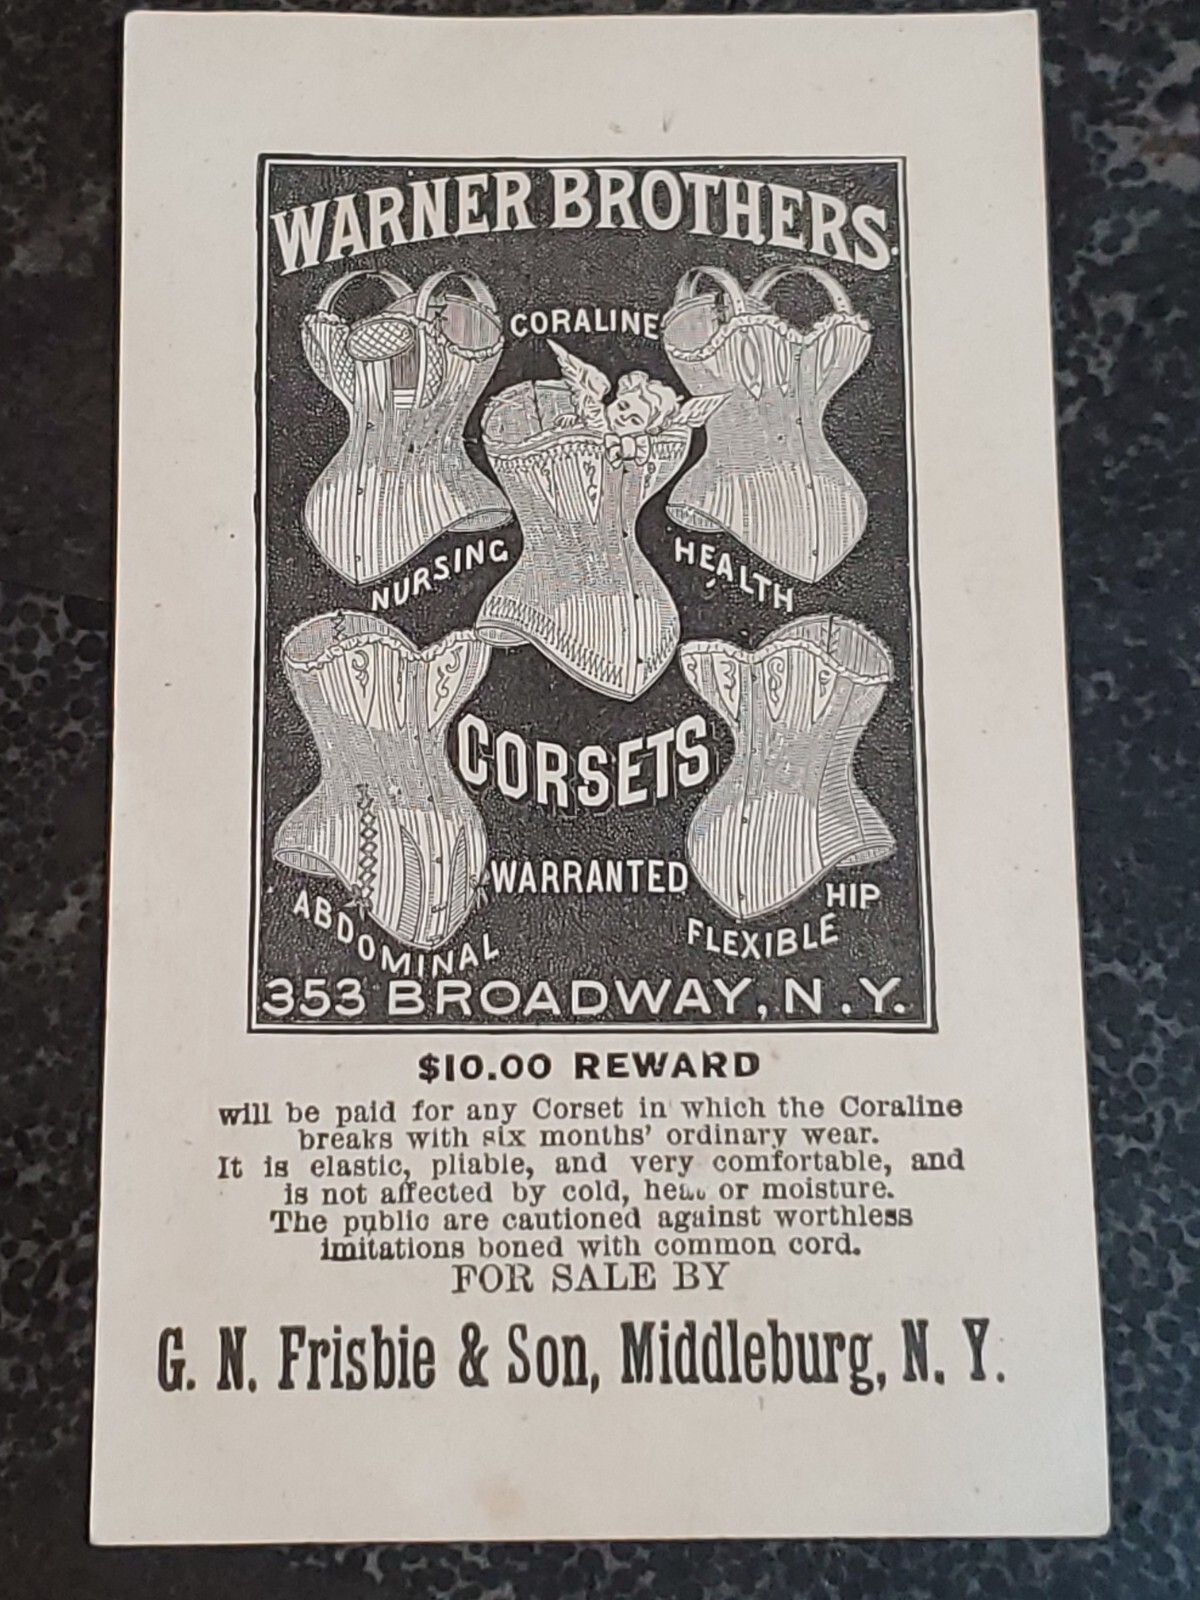 WARNER BROTHERS.
CORALINE
NURSING
HEALTH
CORSETS
WARRANTED
ABDOMINAL
HIP
FLEXIBLE
353 BROADWAY, N.Y.
$10.00 REWARD
will be paid for any Corset in which the Coraline
breaks with six months' ordinary wear.
It is elastic, pliable, and very comfortable, and
is not affected by cold, heat or moisture.
The public are cautioned against worthless
imitations boned with common cord.
FOR SALE BY
G. N. Frisbie & Son, Middleburg, N. Y.